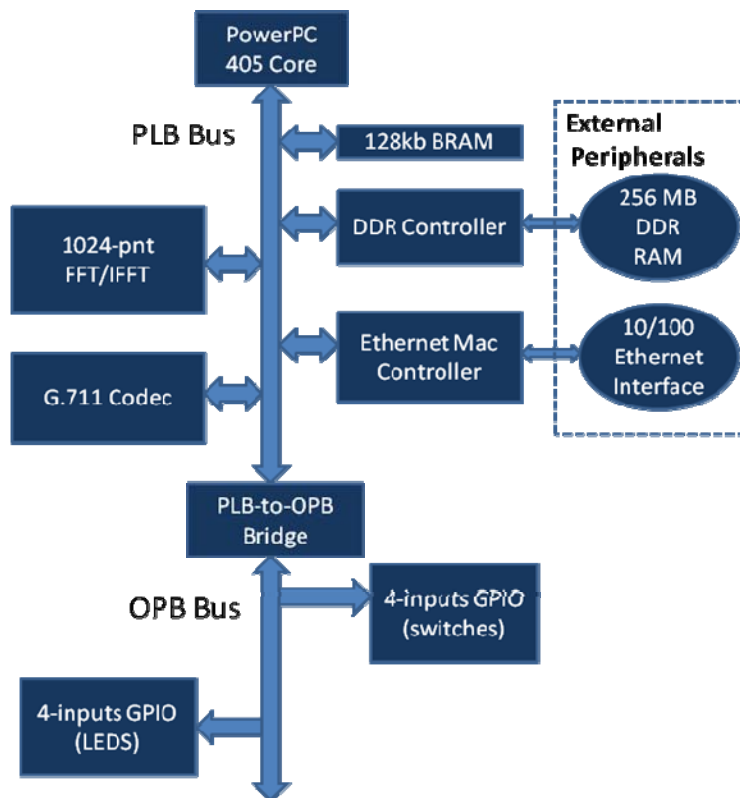 PowerPC
405 Core
PLB Bus
128kb BRAM
External
Peripherals
DDR Controller
256 MB
DDR
RAM
1024-pnt
FFT/IFFT
Ethernet Mac
Controller
10/100
Ethernet
Interface
G.711 Codec
PLB-to-OPB
Bridge
OPB Bus
4-inputs GPIO
(switches)
4-inputs GPIO
(LEDS)